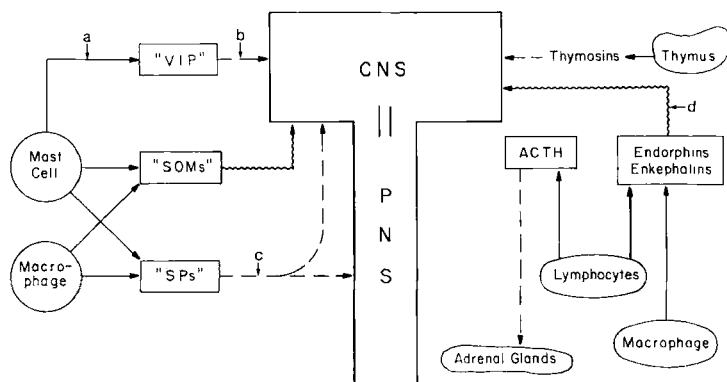 a
b
"VIP"
CNS
Thymosins
Thymus
d
Mast
Cell
"SOMs"
ACTH
Endorphins
Enkephalins
P
N
S
c
Macro-
phage
"SPs"
Lymphocytes
Macrophage
Adrenal Glands